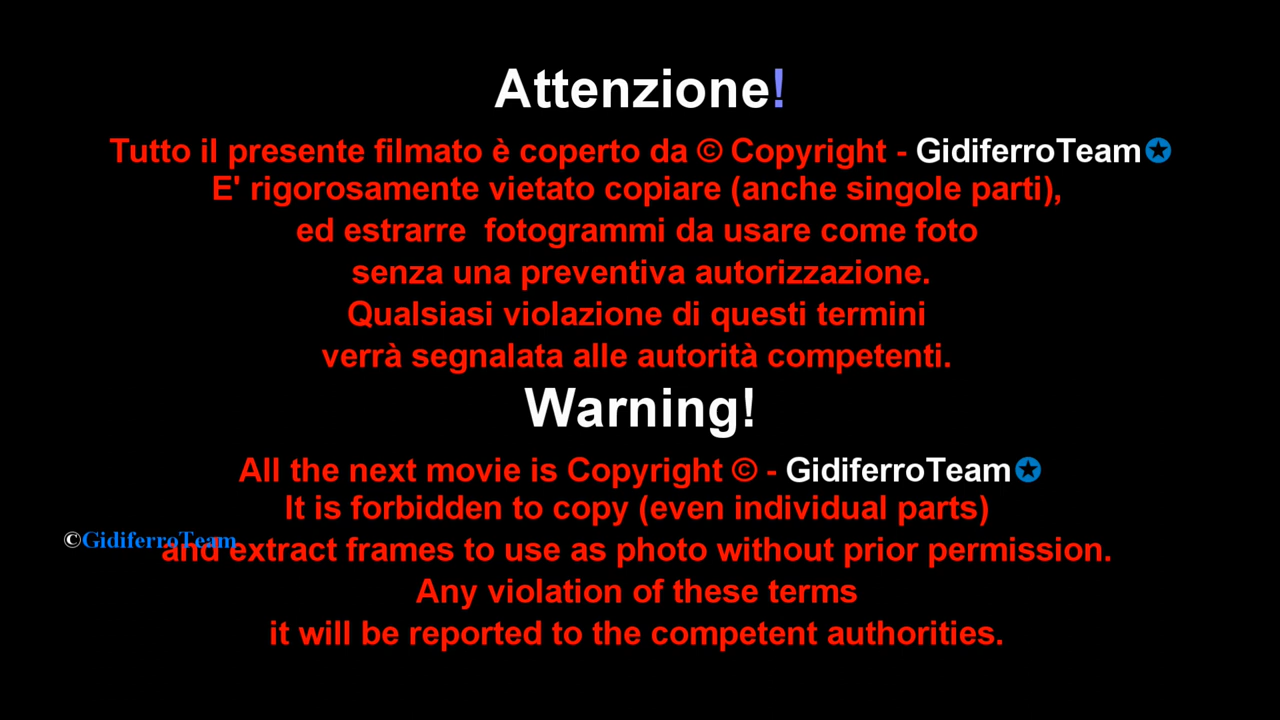 Attenzione!
Tutto il presente filmato è coperto da © Copyright - GidiferroTeam✪
E' rigorosamente vietato copiare (anche singole parti),
ed estrarre  fotogrammi da usare come foto
senza una preventiva autorizzazione.
Qualsiasi violazione di questi termini
verrà segnalata alle autorità competenti.
Warning!
All the next movie is Copyright © - GidiferroTeam✪
It is forbidden to copy (even individual parts)
©GidiferroTeam
and extract frames to use as photo without prior permission.
Any violation of these terms
it will be reported to the competent authorities.